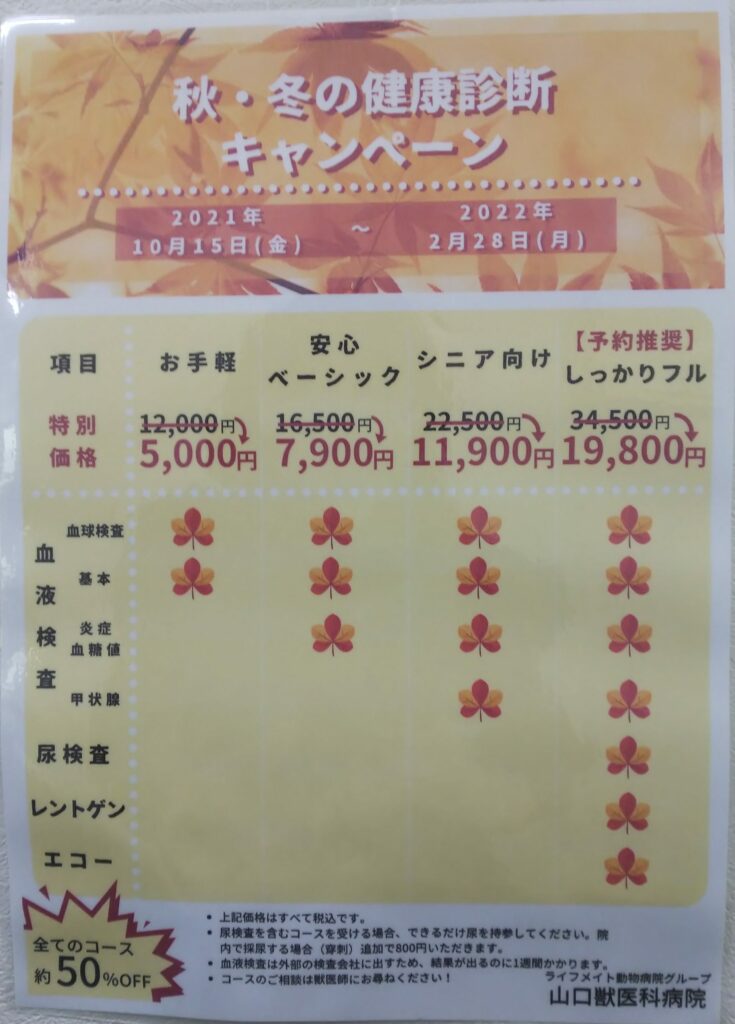 秋・冬の健康診断
キャンペーン
2021年
10月15日(金)
～
2022年
2月28日(月)
項目
お手軽
安心
ベーシック
シニア向け
【予約推奨】
しっかりフル
特別
価格
12,000円
5,000円
16,500円
7,900円
22,500円
11,900円
34,500円
19,800円
血液検査
血球検査
基本
炎症
血糖値
甲状腺
尿検査
レントゲン
エコー
全てのコース
約50%OFF
• 上記価格はすべて税込です。
• 尿検査を含むコースを受ける場合、できるだけ尿を持参してください。院
内で採尿する場合（穿刺）追加で800円いただきます。
• 血液検査は外部の検査会社に出すため、結果が出るのに1週間かかります。
• コースのご相談は獣医師にお尋ねください！
ライフメイト動物病院グループ
山口獣医科病院